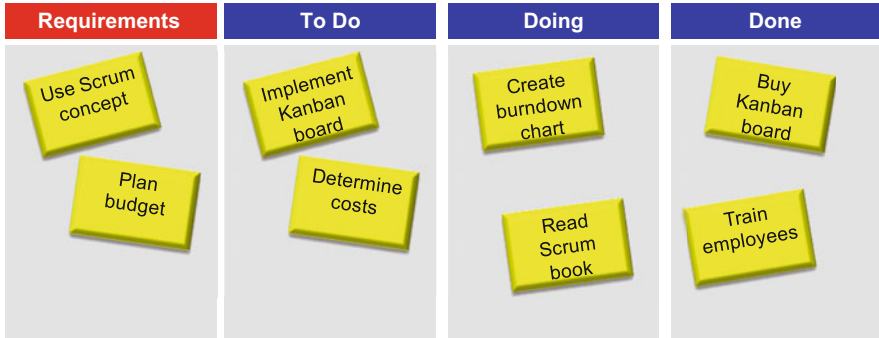 Requirements
To Do
Doing
Done
Use Scrum
concept
Plan
budget
Implement
Kanban
board
Determine
costs
Create
burndown
chart
Read
Scrum
book
Buy
Kanban
board
Train
employees